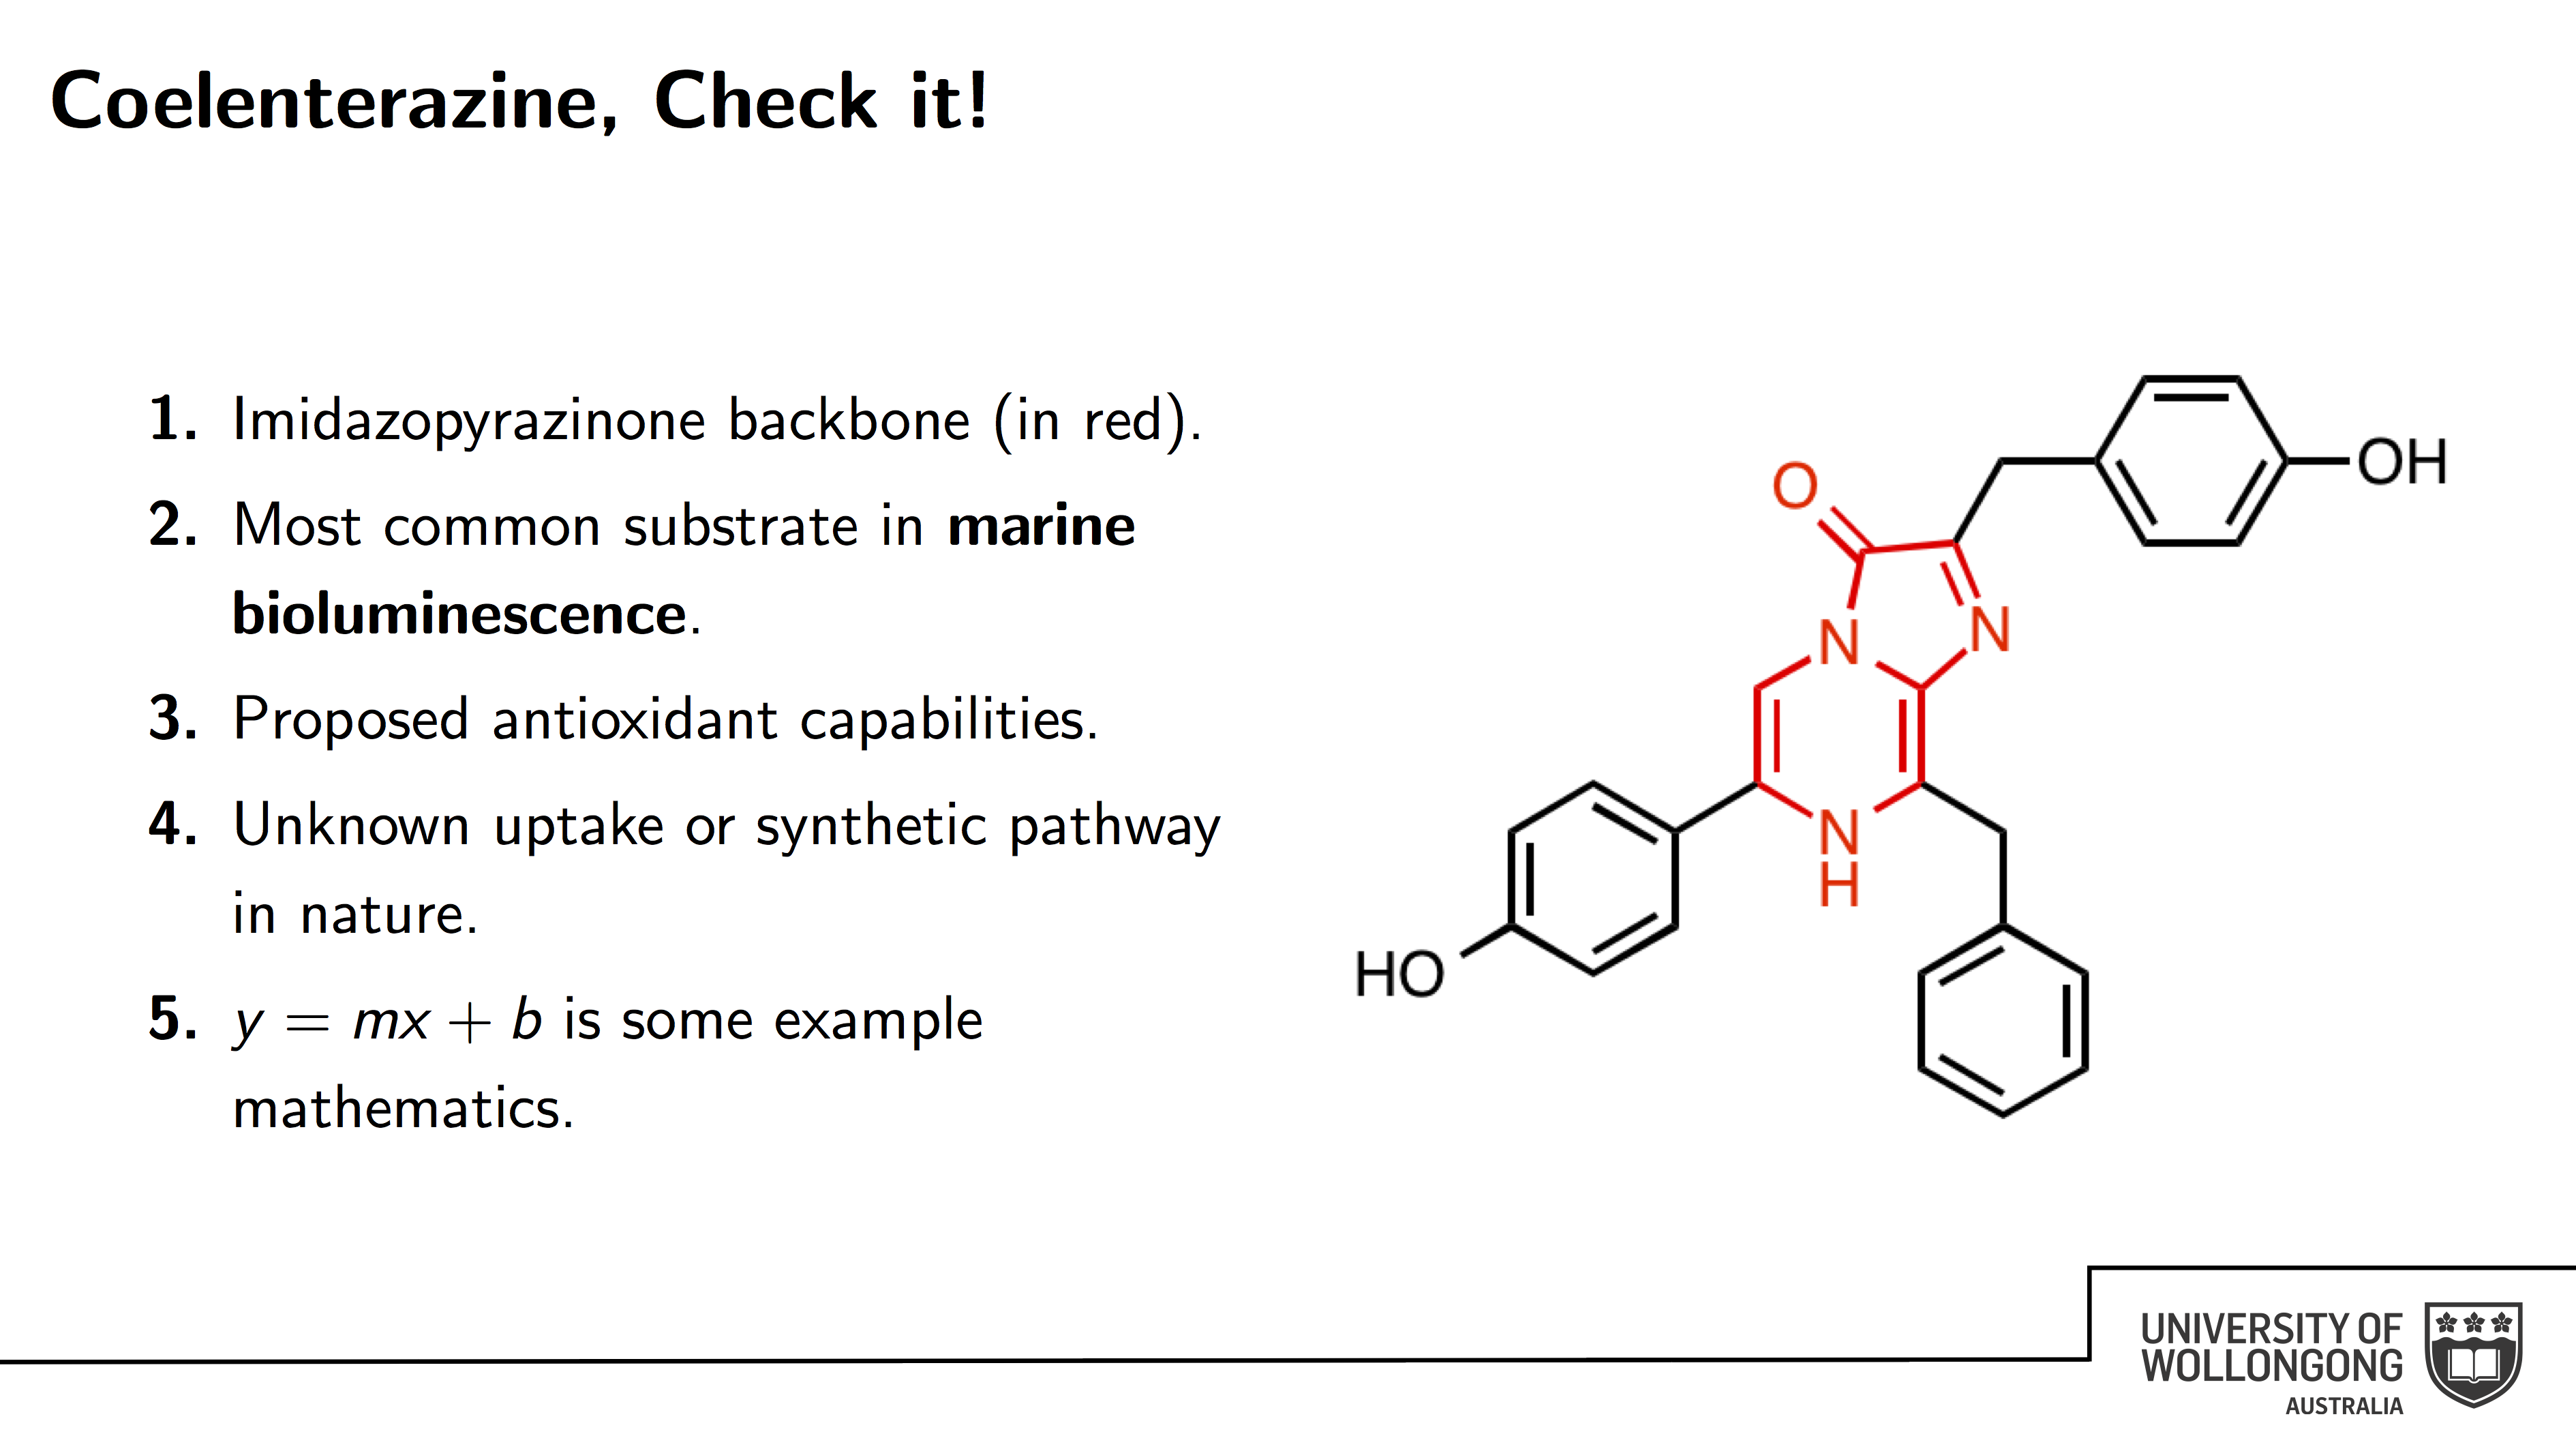 Coelenterazine, Check it!
1. Imidazopyrazinone backbone (in red).
2. Most common substrate in marine
bioluminescence.
3. Proposed antioxidant capabilities.
4. Unknown uptake or synthetic pathway
in nature.
5. y = mx + b is some example
mathematics.
OH
O
N
N
N
H
HO
UNIVERSITY OF
WOLLONGONG
AUSTRALIA